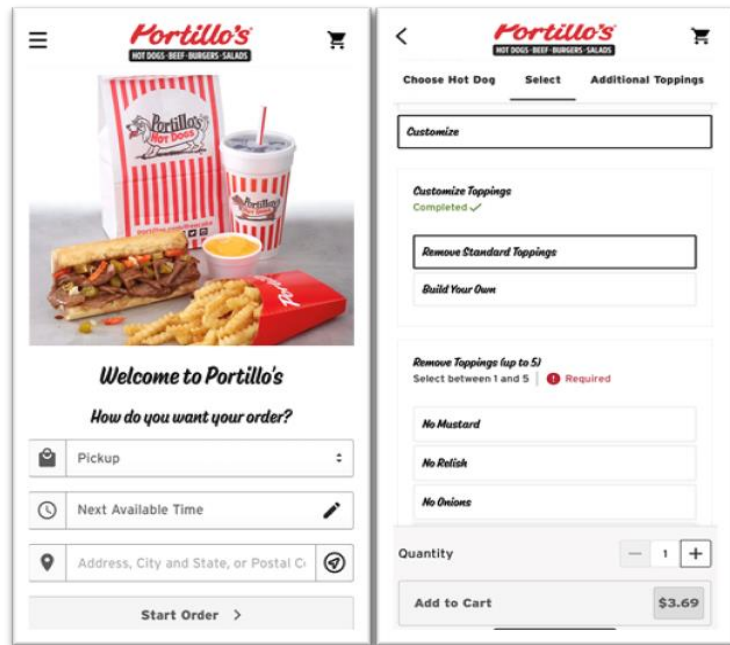 Portillo's
HOT DOGS-BEEF-BURGERS-SALADS
Portillo's
HOT DOGS
Welcome to Portillo's
How do you want your order?
Pickup
Next Available Time
Address, City and State, or Postal C
Start Order >
Portillo's
HOT DOGS-BEEF-BURGERS-SALADS
Choose Hot Dog Select Additional Toppings
Customize
Customize Toppings
Completed ✓
Remove Standard Toppings
Build Your Own
Remove Toppings (up to 5)
Select between 1 and 5 | ! Required
No Mustard
No Relish
No Onions
Quantity — 1 +
Add to Cart $3.69